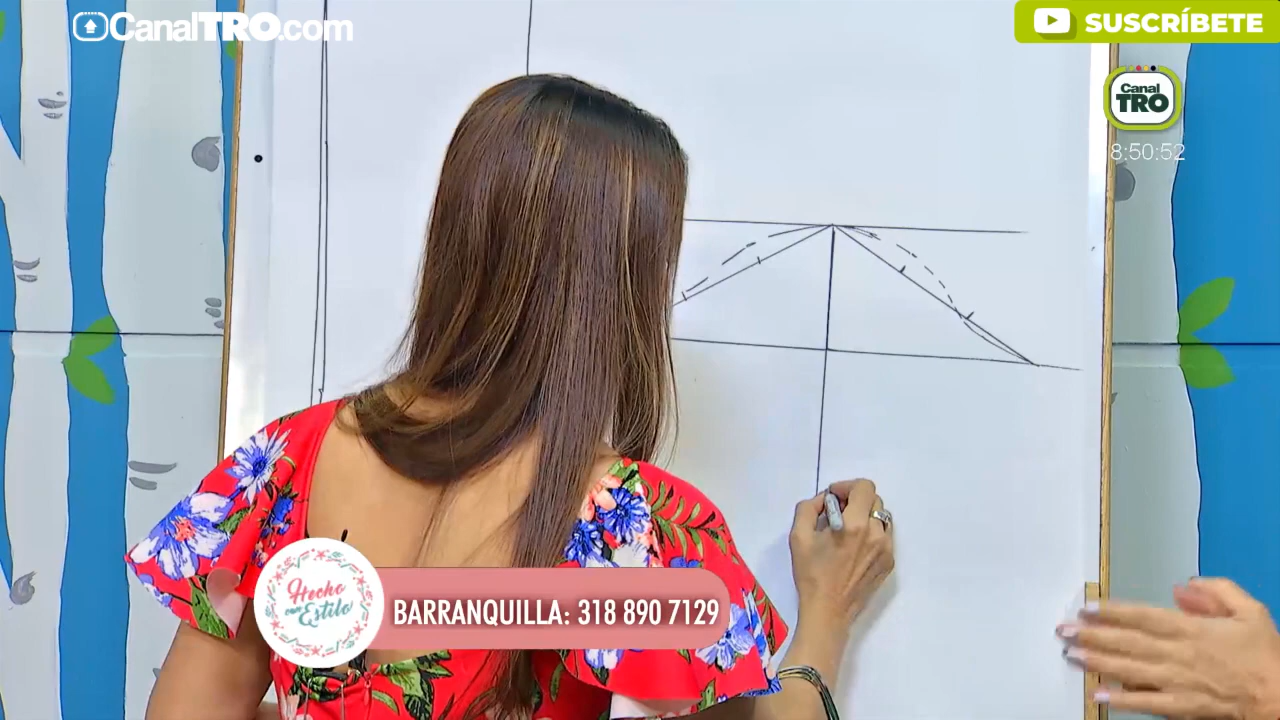 CanalTRO.com
SUSCRÍBETE
Canal
TRO
8:50:52
Hecho
con Estilo
BARRANQUILLA: 318 890 7129